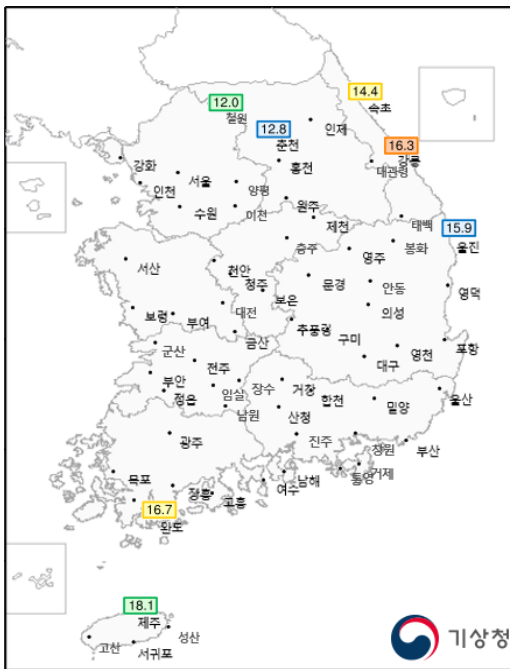 14.4
속초
12.0
철원
12.8
춘천
인제
16.3
강릉
대관령
강화
인천
서울
양평
홍천
수원
이천
원주
제천
태백
15.9
울진
충주
영주
봉화
서산
천안
청주
보은
문경
안동
영덕
의성
보령
부여
대전
금산
추풍령
구미
대구
영천
포항
군산
전주
부안
정읍
임실
장수
거창
합천
밀양
울산
남원
산청
광주
진주
창원
부산
목포
장흥
고흥
여수
남해
통영
거제
16.7
완도
18.1
제주
고산
서귀포
성산
기상청